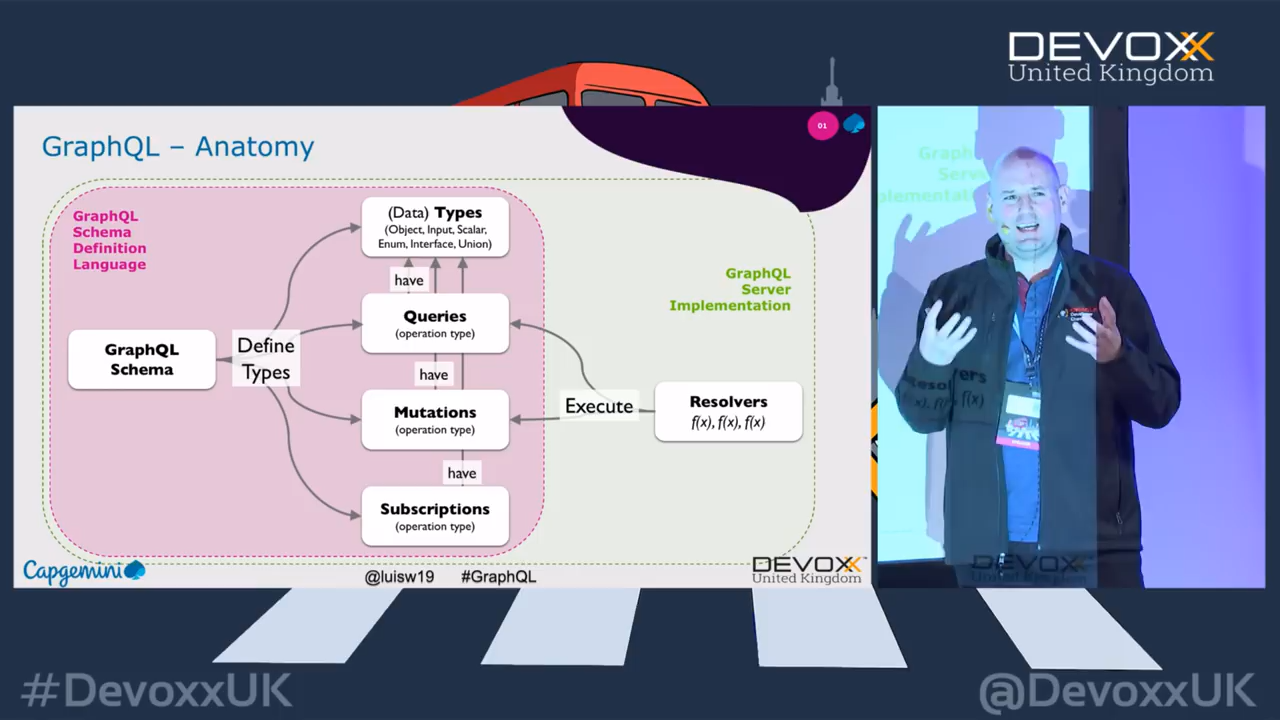 DEVOXX
United Kingdom
GraphQL – Anatomy
01
GraphQL
Schema
Definition
Language
(Data) Types
(Object, Input, Scalar,
Enum, Interface, Union)
have
Queries
(operation type)
GraphQL
Schema
Define
Types
have
Mutations
(operation type)
have
Subscriptions
(operation type)
GraphQL
Server
Implementation
Execute
Resolvers
f(x), f(x), f(x)
Capgemini
@luisw19 #GraphQL
DEVOXX
United Kingdom
#DevoxxUK
@DevoxxUK